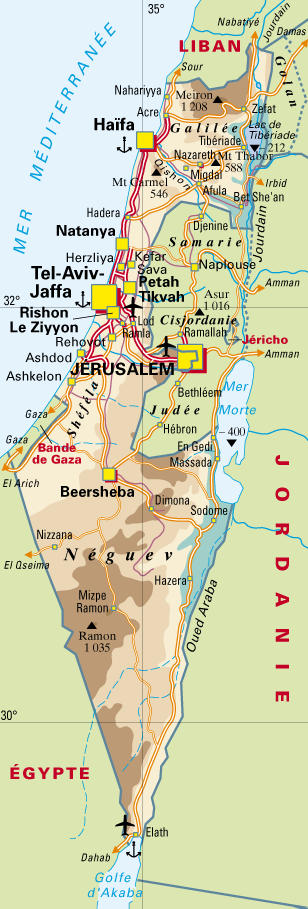 35°
Nabatiyé
Jourdain
Damas
LIBAN
Sour
Golan
Nahariyya
Meiron
1 208
Acre
Zefat
MER MÉDITERRANÉE
Haïfa
Galilée
Lac de
Tibériade
212
Tibériade
Nazareth
Mt Thabor
588
Qishon
Migdal
Mt Carmel
546
Afula
Irbid
Bet She'an
Hadera
Djenine
Jourdain
Natanya
Samarie
Herzliya
Kefar
Sava
Naplouse
Tel-Aviv-
Jaffa
Petah
Tikvah
Amman
32°
Asur
1 016
Rishon
Le Ziyyon
Lod
Ramla
Cisjordanie
Ramallah
Rehovot
Jéricho
Ashdod
Amman
JÉRUSALEM
Ashkelon
Mer
Morte
Bethléem
Shéféla
Judée
Gaza
Hébron
– 400
Gaza
Bande
de Gaza
En Gedi
Massada
El Arich
Beersheba
Dimona
Sodome
JORDANIE
Nizzana
Néguev
El Qseima
Hazera
Mizpe
Ramon
Oued Araba
Ramon
1 035
30°
ÉGYPTE
Elath
Dahab
Golfe
d'Akaba